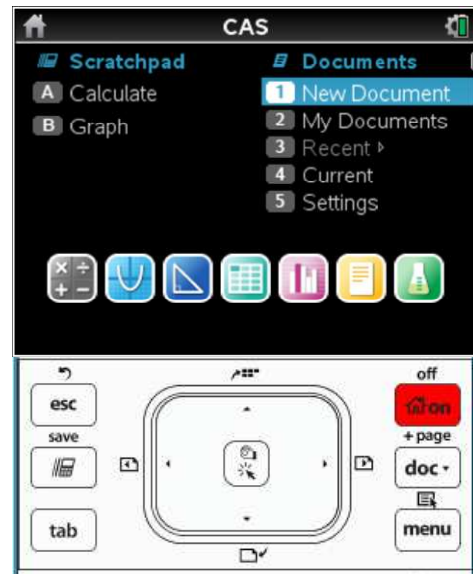 CAS
Scratchpad
A Calculate
B Graph
Documents
1 New Document
2 My Documents
3 Recent ▸
4 Current
5 Settings
off
esc
on
save
+ page
doc ▾
tab
menu